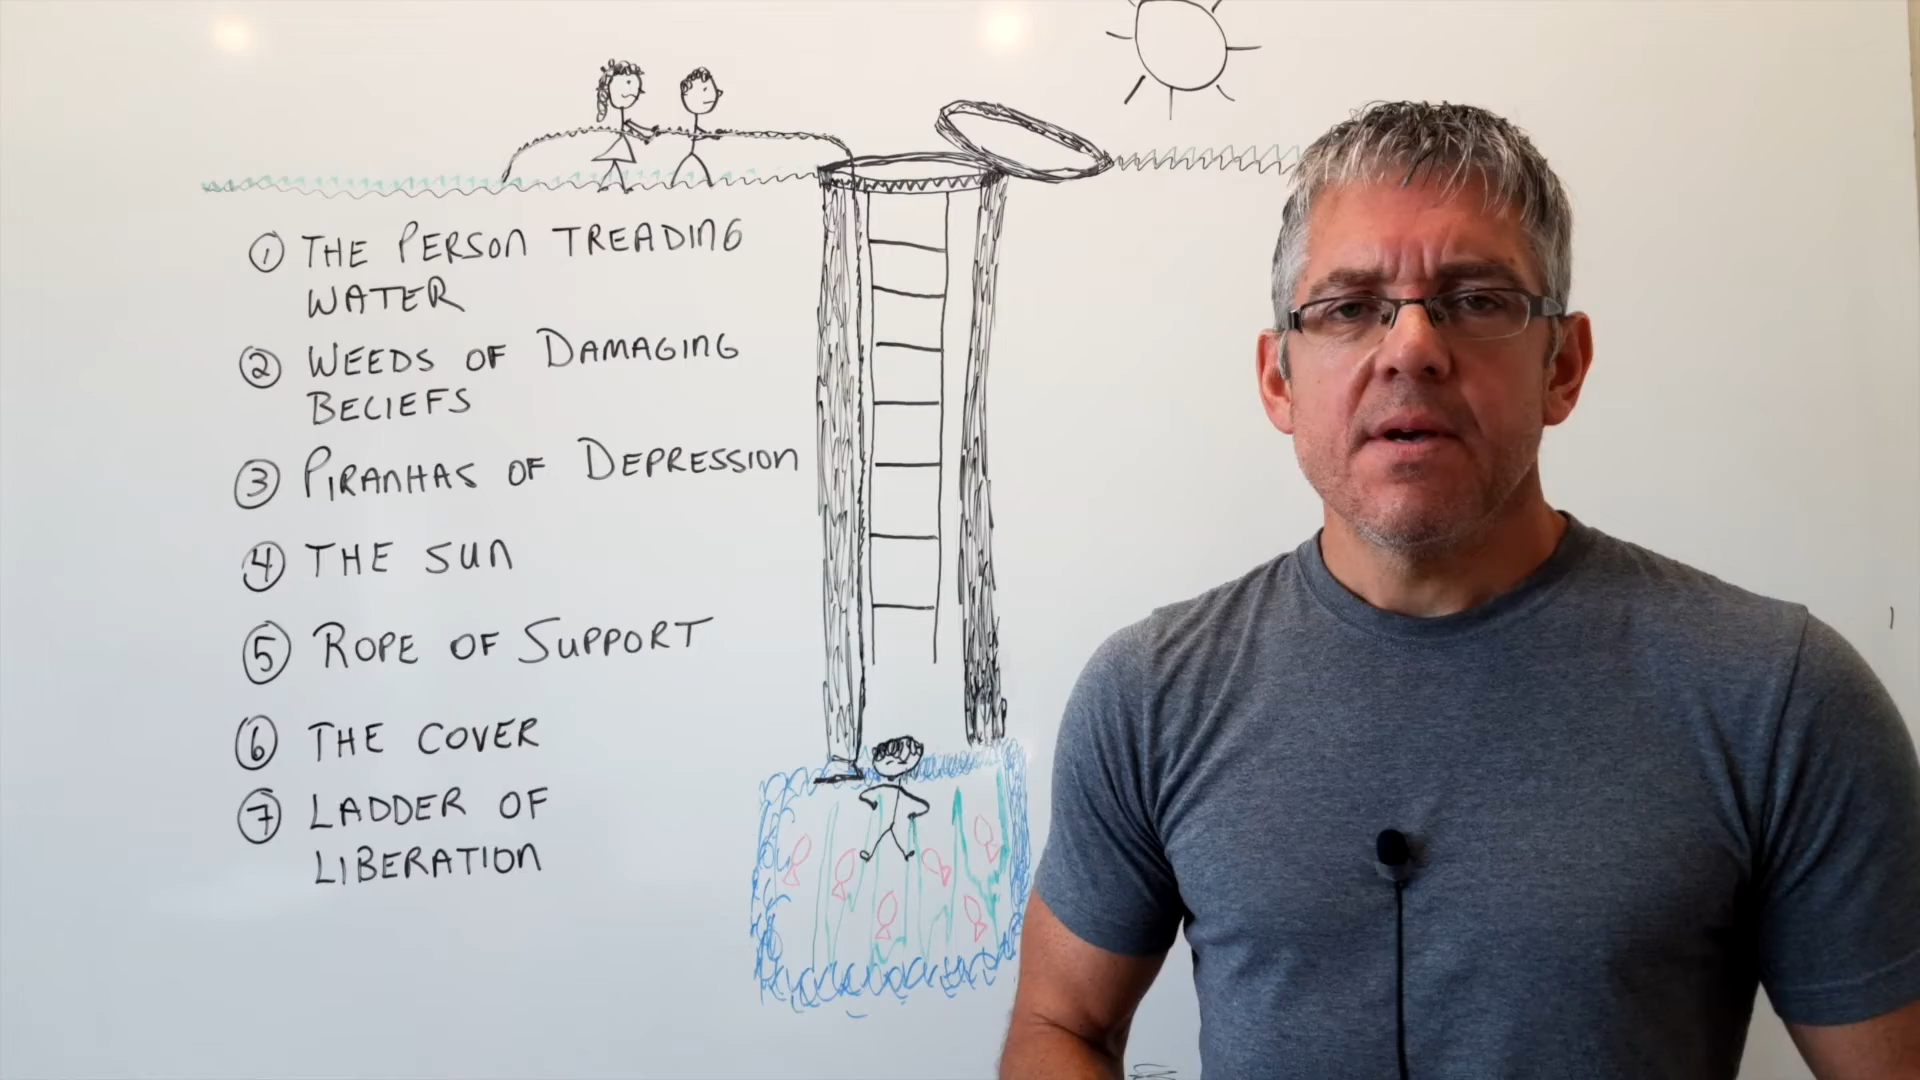 ① THE PERSON TREADING
WATER
② WEEDS OF DAMAGING
BELIEFS
③ PIRANHAS OF DEPRESSION
④ THE SUN
⑤ ROPE OF SUPPORT
⑥ THE COVER
⑦ LADDER OF
LIBERATION